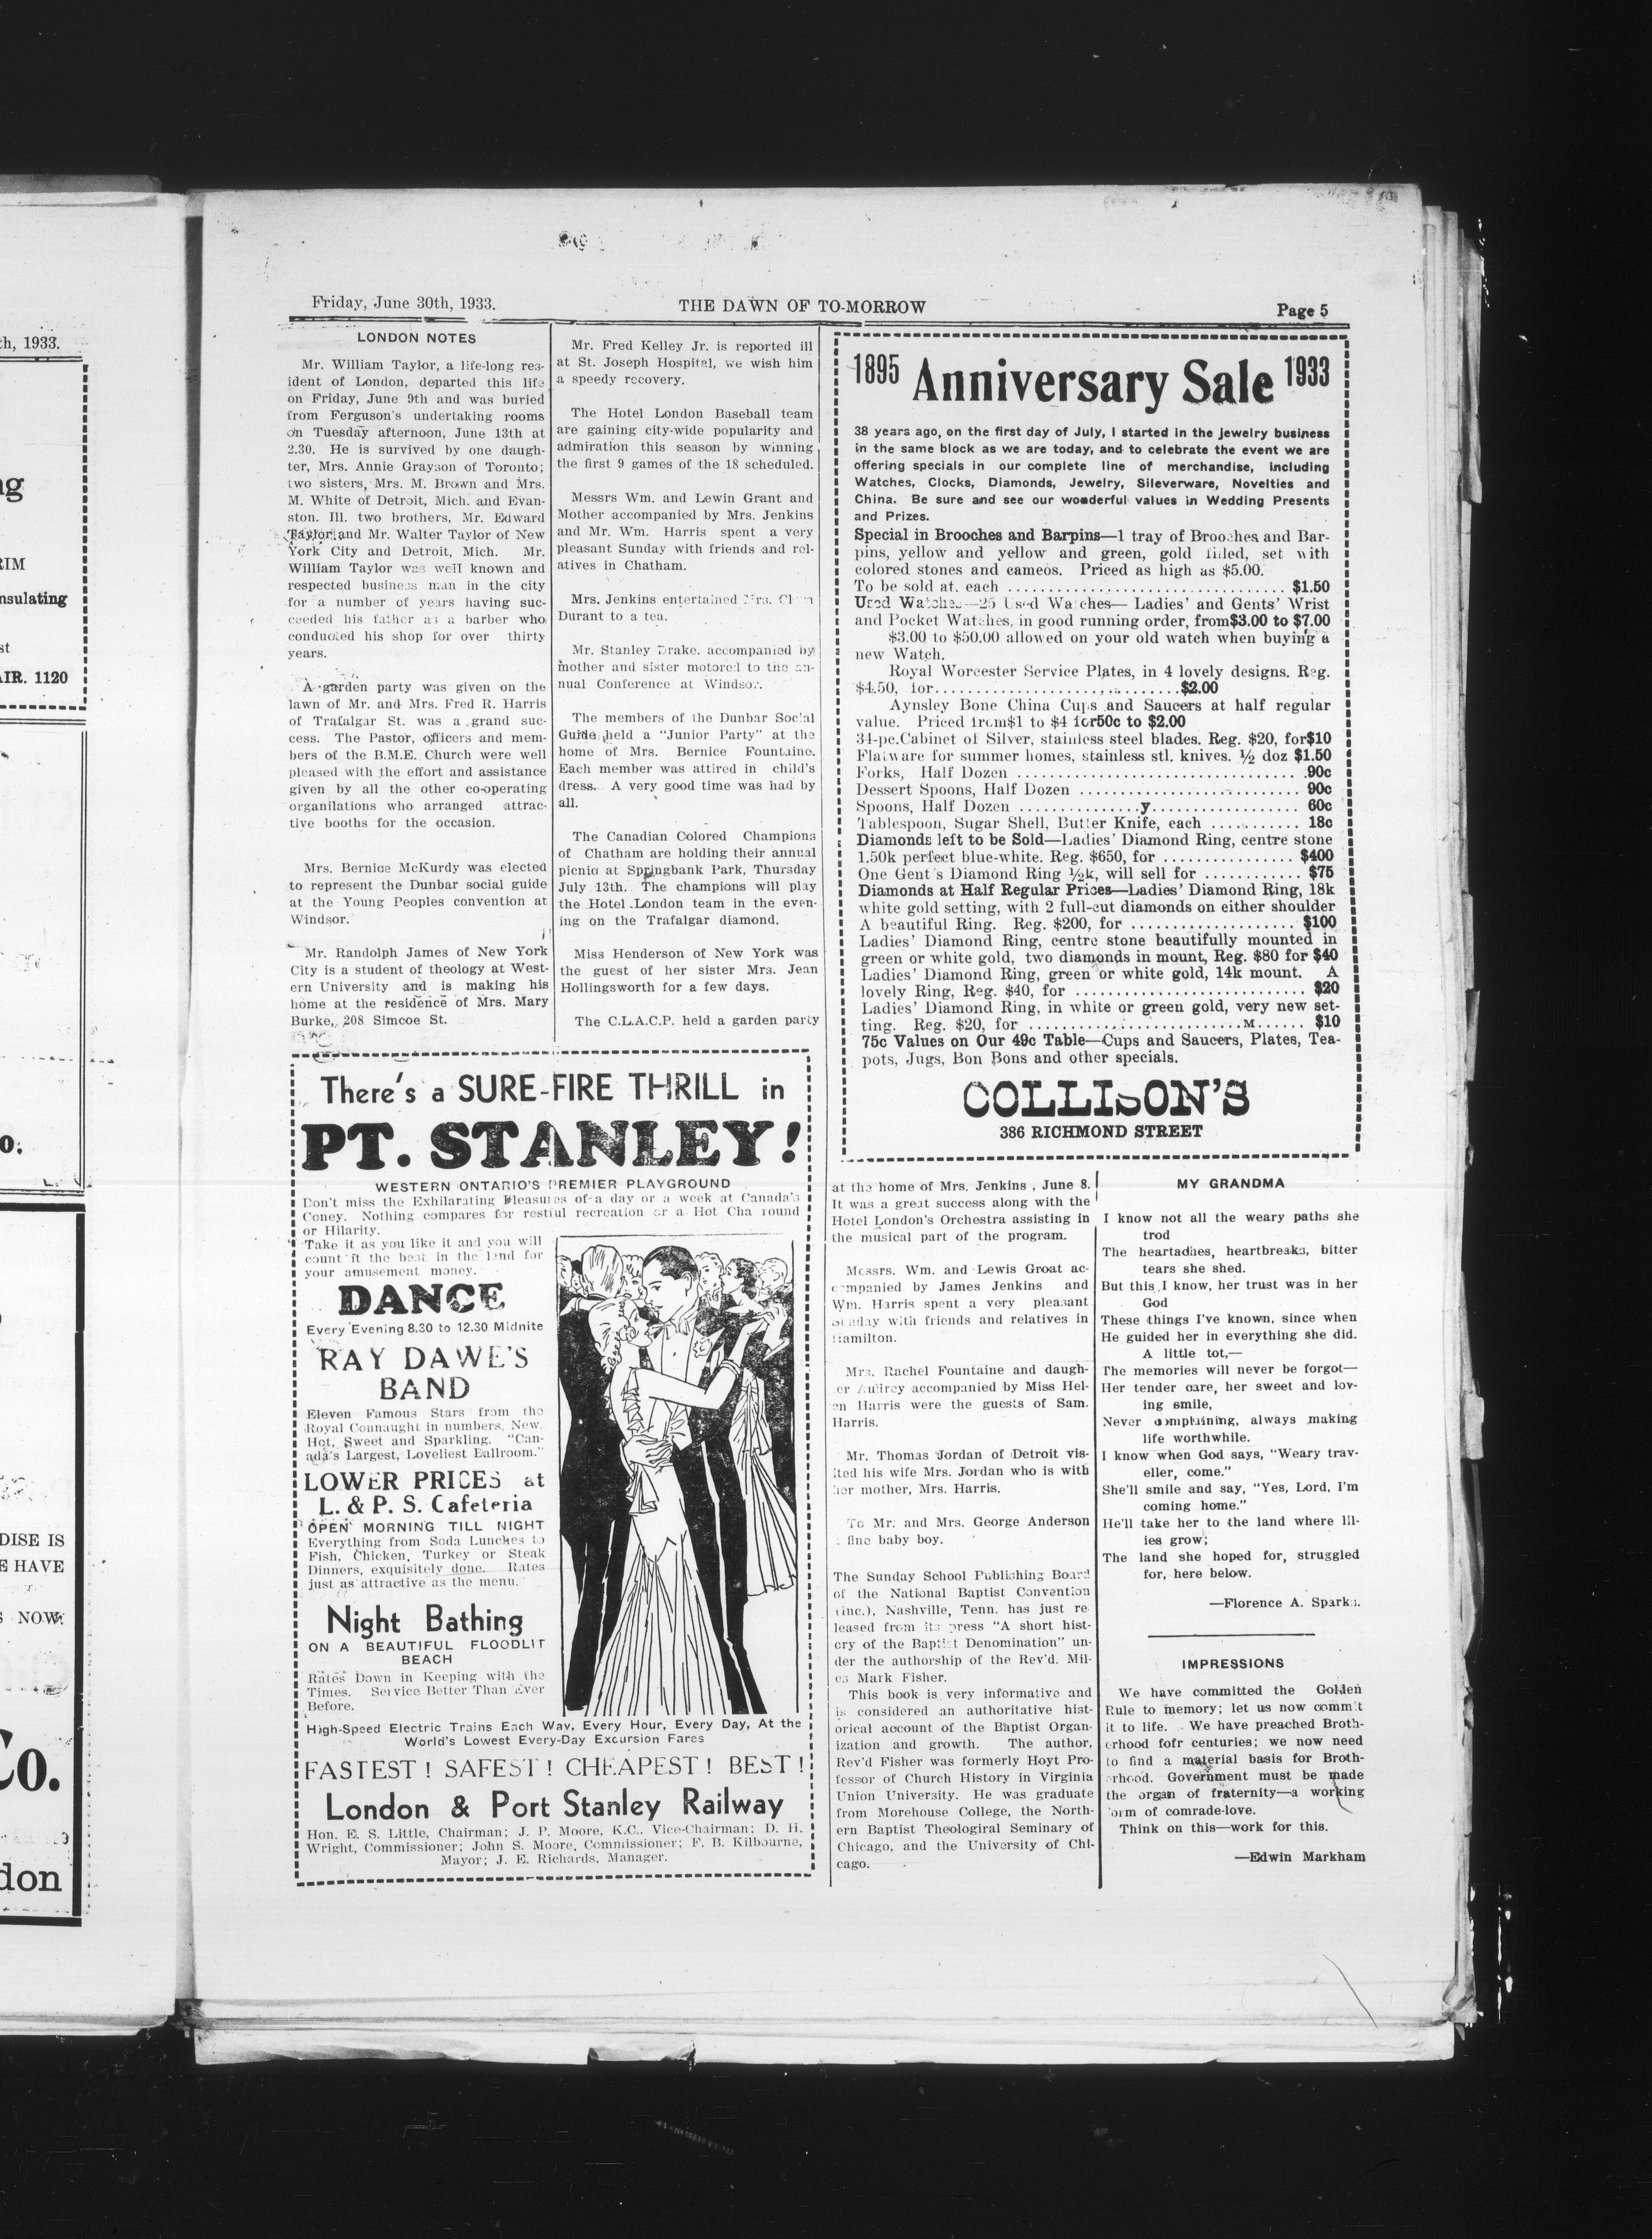 Friday, June 30th, 1933.
THE DAWN OF TO-MORROW
Page 5
LONDON NOTES
Mr. William Taylor, a life-long res-
ident of London, departed this life
on Friday, June 9th and was buried
from Ferguson's undertaking rooms
on Tuesday afternoon, June 13th at
2.30. He is survived by one daugh-
ter, Mrs. Annie Grayson of Toronto;
two sisters, Mrs. M. Brown and Mrs.
M. White of Detroit, Mich. and Evan-
ston. Ill. two brothers, Mr. Edward
Taylor and Mr. Walter Taylor of New
York City and Detroit, Mich. Mr.
William Taylor was well known and
respected business man in the city
for a number of years having suc-
ceeded his father as a barber who
conducted his shop for over thirty
years.
A garden party was given on the
lawn of Mr. and Mrs. Fred R. Harris
of Trafalgar St. was a grand suc-
cess. The Pastor, officers and mem-
bers of the B.M.E. Church were well
pleased with the effort and assistance
given by all the other co-operating
organilations who arranged attrac-
tive booths for the occasion.
Mrs. Bernice McKurdy was elected
to represent the Dunbar social guide
at the Young Peoples convention at
Windsor.
Mr. Randolph James of New York
City is a student of theology at West-
ern University and is making his
home at the residence of Mrs. Mary
Burke, 208 Simcoe St.
Mr. Fred Kelley Jr. is reported ill
at St. Joseph Hospital, we wish him
a speedy rccovery.
The Hotel London Baseball team
are gaining city-wide popularity and
admiration this season by winning
the first 9 games of the 18 scheduled.
Messrs Wm. and Lewin Grant and
Mother accompanied by Mrs. Jenkins
and Mr. Wm. Harris spent a very
pleasant Sunday with friends and rel-
atives in Chatham.
Mrs. Jenkins entertained Mrs.
Durant to a tea.
Mr. Stanley Drake. accompanied by
mother and sister motored to the an-
nual Conference at Windsor.
The members of the Dunbar Social
Guide held a "Junior Party" at the
home of Mrs. Bernice Fountaine.
Each member was attired in child's
dress. A very good time was had by
all.
The Canadian Colored Champions
of Chatham are holding their annual
picnic at Springbank Park, Thursday
July 13th. The champions will play
the Hotel London team in the even-
ing on the Trafalgar diamond.
Miss Henderson of New York was
the guest of her sister Mrs. Jean
Hollingsworth for a few days.
The C.L.A.C.P. held a garden party
There's a SURE-FIRE THRILL in
PT. STANLEY!
WESTERN ONTARIO'S PREMIER PLAYGROUND
Don't miss the Exhilarating Pleasures of a day or a week at Canada's
Coney. Nothing compares for restful recreation or a Hot Cha round
or Hilarity.
Take it as you like it and you will
count it the best in the land for
your amusement money.
DANCE
Every Evening 8.30 to 12.30 Midnite
RAY DAWE'S
BAND
Eleven Famous Stars from the
Royal Connaught in numbers, New,
Hot, Sweet and Sparkling. "Can-
ada's Largest, Loveliest Ballroom."
LOWER PRICES at
L. & P. S. Cafeteria
OPEN MORNING TILL NIGHT
Everything from Soda Lunches to
Fish, Chicken, Turkey or Steak
Dinners, exquisitely done. Rates
just as attractive as the menu.
Night Bathing
ON A BEAUTIFUL FLOODLIT
BEACH
Rates Down in Keeping with the
Times. Service Better Than Ever
Before.
High-Speed Electric Trains Each Way, Every Hour, Every Day, At the
World's Lowest Every-Day Excursion Fares
FASTEST! SAFEST! CHEAPEST! BEST!
London & Port Stanley Railway
Hon. E. S. Little, Chairman; J. P. Moore, K.C., Vice-Chairman; D. H.
Wright, Commissioner; John S. Moore, Commissioner; F. B. Kilbourne,
Mayor; J. E. Richards, Manager.
1895 Anniversary Sale 1933
38 years ago, on the first day of July, I started in the jewelry business
in the same block as we are today, and to celebrate the event we are
offering specials in our complete line of merchandise, including
Watches, Clocks, Diamonds, Jewelry, Sileverware, Novelties and
China. Be sure and see our wonderful values in Wedding Presents
and Prizes.
Special in Brooches and Barpins—1 tray of Brooches and Bar-
pins, yellow and yellow and green, gold filled, set with
colored stones and cameos. Priced as high as $5.00.
To be sold at. each ........ $1.50
Used Watches—25 Used Watches— Ladies' and Gents' Wrist
and Pocket Watches, in good running order, from$3.00 to $7.00
$3.00 to $50.00 allowed on your old watch when buying a
new Watch.
Royal Worcester Service Plates, in 4 lovely designs. Reg.
$4.50, for........$2.00
Aynsley Bone China Cups and Saucers at half regular
value. Priced from$1 to $4 for50c to $2.00
34-pc.Cabinet of Silver, stainless steel blades. Reg. $20, for$10
Flatware for summer homes, stainless stl. knives. ½ doz $1.50
Forks, Half Dozen ........ .90c
Dessert Spoons, Half Dozen ........ 90c
Spoons, Half Dozen ........y........ 60c
Tablespoon, Sugar Shell, Butter Knife, each ........ 18c
Diamonds left to be Sold—Ladies' Diamond Ring, centre stone
1.50k perfect blue-white. Reg. $650, for ........ $400
One Gent's Diamond Ring ½k, will sell for ........ $75
Diamonds at Half Regular Prices—Ladies' Diamond Ring, 18k
white gold setting, with 2 full-cut diamonds on either shoulder
A beautiful Ring. Reg. $200, for ........ $100
Ladies' Diamond Ring, centre stone beautifully mounted in
green or white gold, two diamonds in mount, Reg. $80 for $40
Ladies' Diamond Ring, green or white gold, 14k mount. A
lovely Ring, Reg. $40, for ........ $20
Ladies' Diamond Ring, in white or green gold, very new set-
ting. Reg. $20, for ........M...... $10
75c Values on Our 49c Table—Cups and Saucers, Plates, Tea-
pots, Jugs, Bon Bons and other specials.
COLLISON'S
386 RICHMOND STREET
at the home of Mrs. Jenkins , June 8.
It was a great success along with the
Hotel London's Orchestra assisting in
the musical part of the program.
Messrs. Wm. and Lewis Groat ac-
companied by James Jenkins and
Wm. Harris spent a very pleasant
Sunday with friends and relatives in
Hamilton.
Mrs. Rachel Fountaine and daugh-
er Audrey accompanied by Miss Hel-
en Harris were the guests of Sam.
Harris.
Mr. Thomas Jordan of Detroit vis-
ited his wife Mrs. Jordan who is with
her mother, Mrs. Harris.
To Mr. and Mrs. George Anderson
fine baby boy.
The Sunday School Publishing Board
of the National Baptist Convention
(inc.), Nashville, Tenn. has just re-
leased from its press "A short hist-
ory of the Baptist Denomination" un-
der the authorship of the Rev'd. Mil-
es Mark Fisher.
This book is very informative and
is considered an authoritative hist-
orical account of the Baptist Organ-
ization and growth. The author,
Rev'd Fisher was formerly Hoyt Pro-
fessor of Church History in Virginia
Union University. He was graduate
from Morehouse College, the North-
ern Baptist Theologiral Seminary of
Chicago, and the University of Chi-
cago.
MY GRANDMA
I know not all the weary paths she
trod
The heartadhes, heartbreaks, bitter
tears she shed.
But this I know, her trust was in her
God
These things I've known, since when
He guided her in everything she did.
A little tot,—
The memories will never be forgot—
Her tender care, her sweet and lov-
ing smile,
Never complaining, always making
life worthwhile.
I know when God says, "Weary trav-
eller, come."
She'll smile and say, "Yes, Lord, I'm
coming home."
He'll take her to the land where lil-
ies grow;
The land she hoped for, struggled
for, here below.
—Florence A. Sparks.
IMPRESSIONS
We have committed the Golden
Rule to memory; let us now commit
it to life. We have preached Broth-
erhood fofr centuries; we now need
to find a material basis for Broth-
erhood. Government must be made
the organ of fraternity—a working
form of comrade-love.
Think on this—work for this.
—Edwin Markham
th, 1933.
ng
RIM
nsulating
st
AIR. 1120
o.
DISE IS
E HAVE
S NOW.
Co.
don